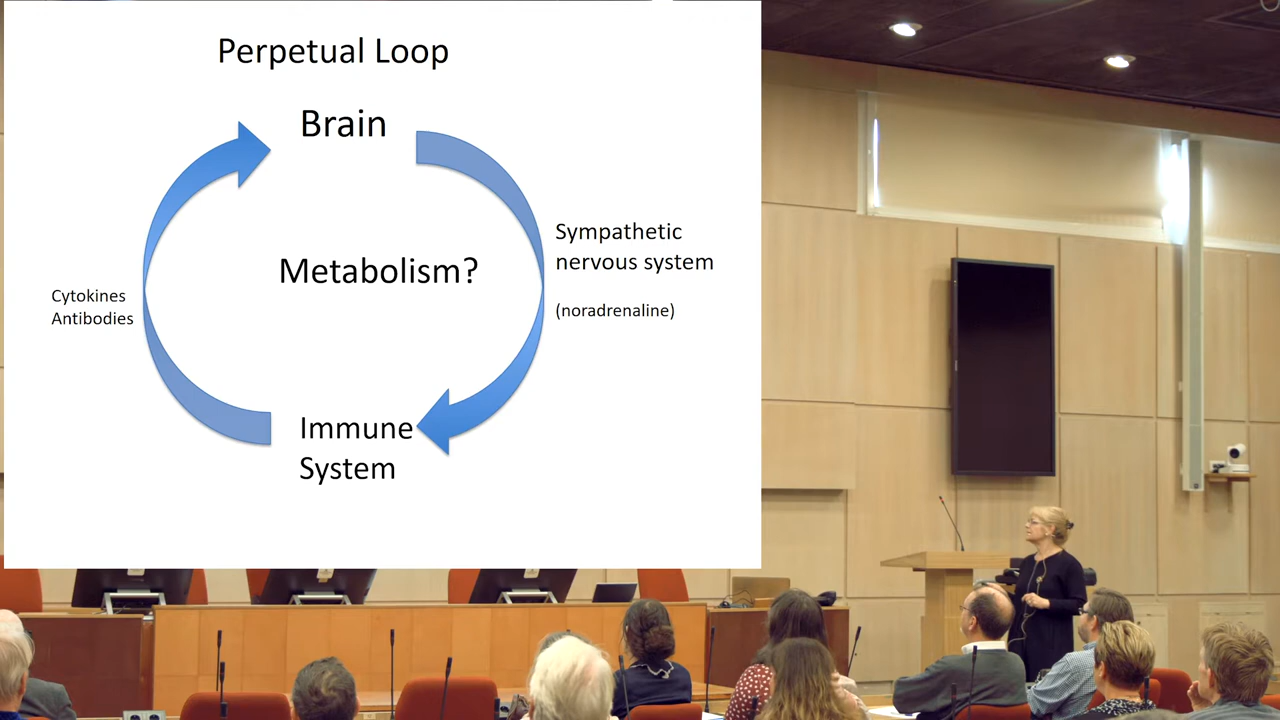 Perpetual Loop
Brain
Sympathetic
nervous system
Metabolism?
Cytokines
Antibodies
(noradrenaline)
Immune
System